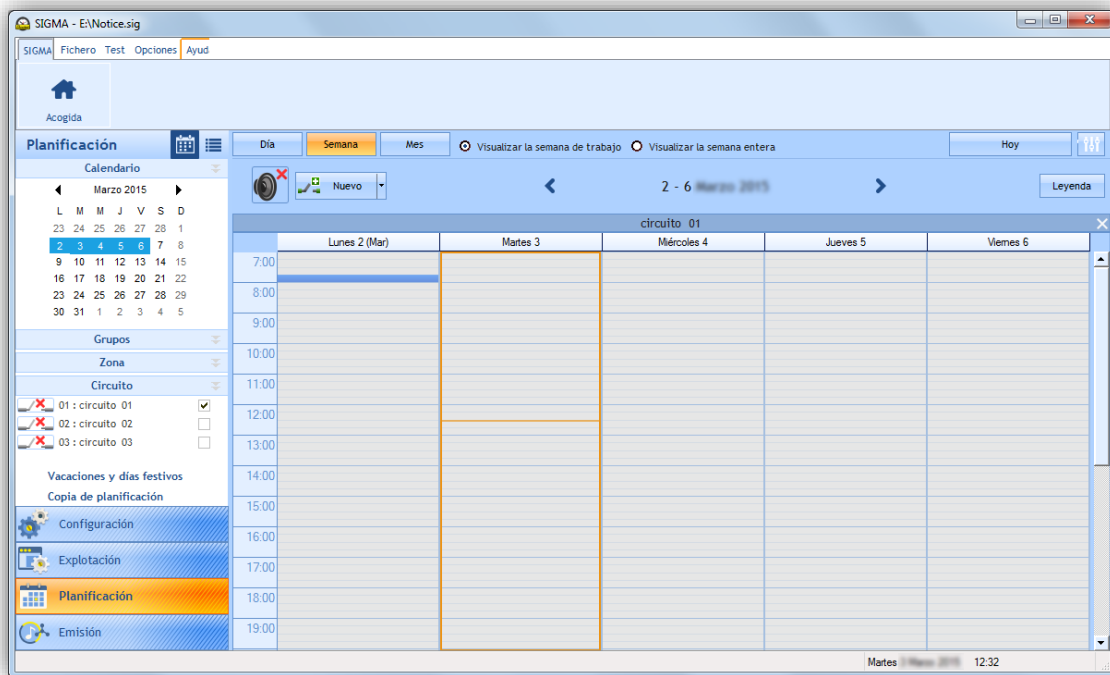 SIGMA - E:\Notice.sig
SIGMA Fichero Test Opciones Ayud
Acogida
Planificación
Calendario
Marzo 2015
L M M J V S D
23 24 25 26 27 28 1
2 3 4 5 6 7 8
9 10 11 12 13 14 15
16 17 18 19 20 21 22
23 24 25 26 27 28 29
30 31 1 2 3 4 5
Grupos
Zona
Circuito
01 : circuito 01
02 : circuito 02
03 : circuito 03
Vacaciones y días festivos
Copia de planificación
Configuración
Explotación
Planificación
Emisión
Día Semana Mes Visualizar la semana de trabajo Visualizar la semana entera Hoy
Nuevo 2 - 6 Marzo 2015 Leyenda
circuito 01
Lunes 2 (Mar) Martes 3 Miércoles 4 Jueves 5 Viernes 6
7:00
8:00
9:00
10:00
11:00
12:00
13:00
14:00
15:00
16:00
17:00
18:00
19:00
Martes 3 Marzo 2015 12:32